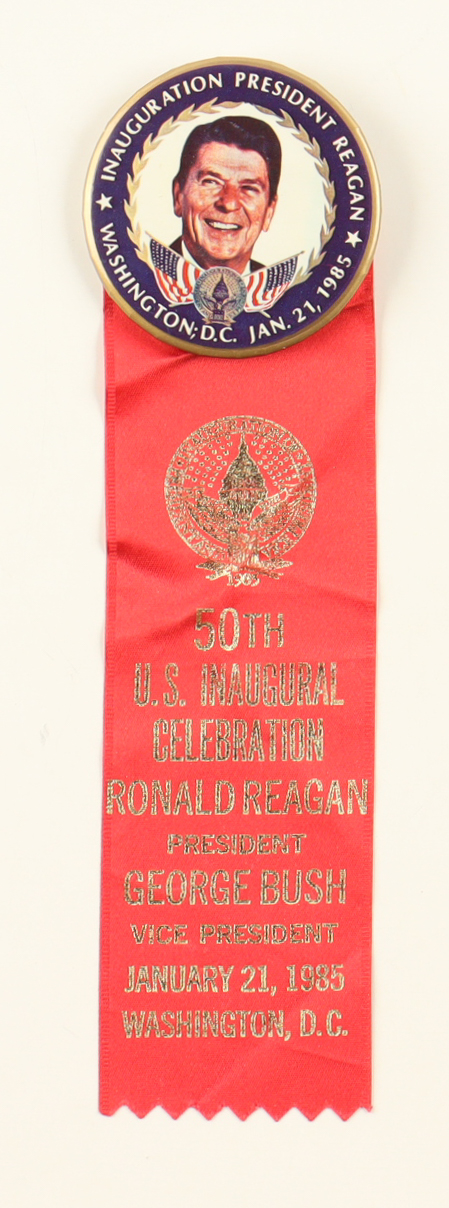 ★ INAUGURATION PRESIDENT REAGAN ★
WASHINGTON, D.C. JAN. 21, 1985
50TH
U.S. INAUGURAL
CELEBRATION
RONALD REAGAN
PRESIDENT
GEORGE BUSH
VICE PRESIDENT
JANUARY 21, 1985
WASHINGTON, D.C.